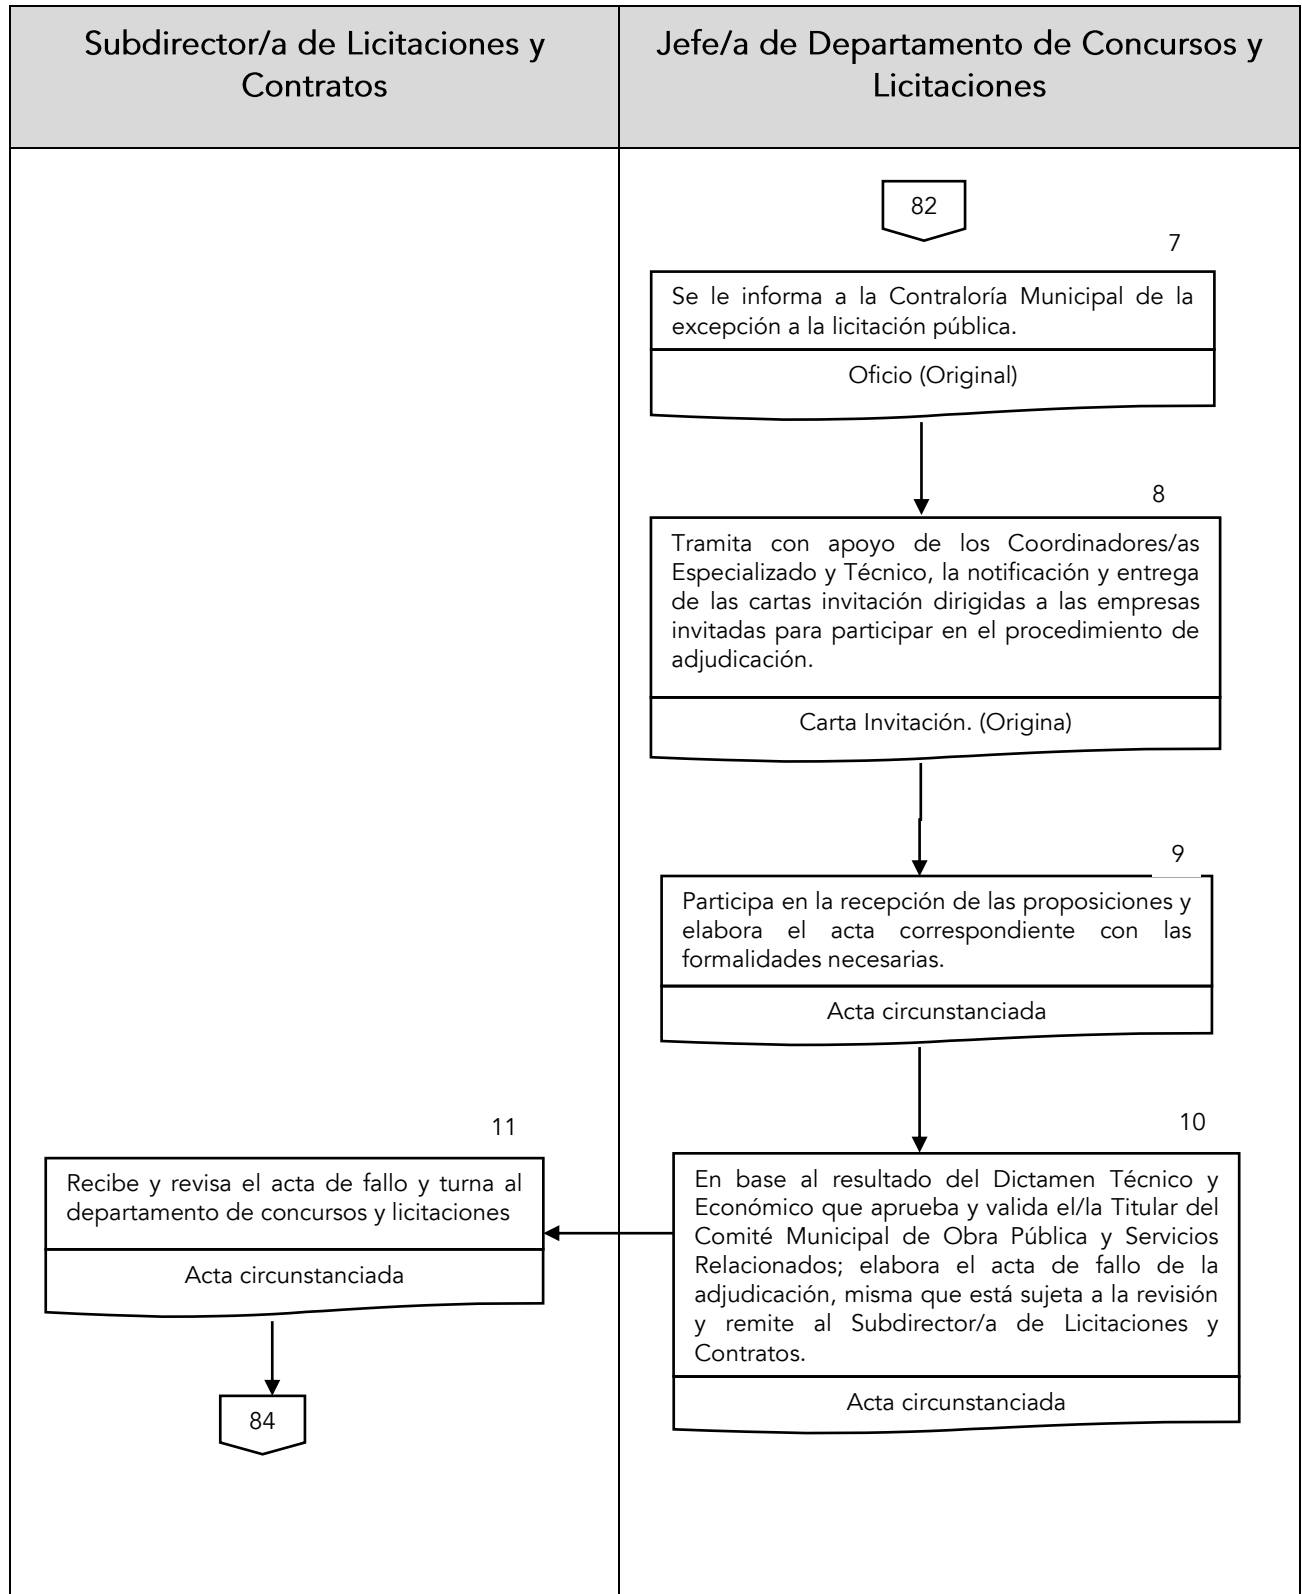 Subdirector/a de Licitaciones y
Contratos
Jefe/a de Departamento de Concursos y
Licitaciones
82
7
Se le informa a la Contraloría Municipal de la
excepción a la licitación pública.
Oficio (Original)
8
Tramita con apoyo de los Coordinadores/as
Especializado y Técnico, la notificación y entrega
de las cartas invitación dirigidas a las empresas
invitadas para participar en el procedimiento de
adjudicación.
Carta Invitación. (Origina)
9
Participa en la recepción de las proposiciones y
elabora el acta correspondiente con las
formalidades necesarias.
Acta circunstanciada
10
En base al resultado del Dictamen Técnico y
Económico que aprueba y valida el/la Titular del
Comité Municipal de Obra Pública y Servicios
Relacionados; elabora el acta de fallo de la
adjudicación, misma que está sujeta a la revisión
y remite al Subdirector/a de Licitaciones y
Contratos.
Acta circunstanciada
11
Recibe y revisa el acta de fallo y turna al
departamento de concursos y licitaciones
Acta circunstanciada
84